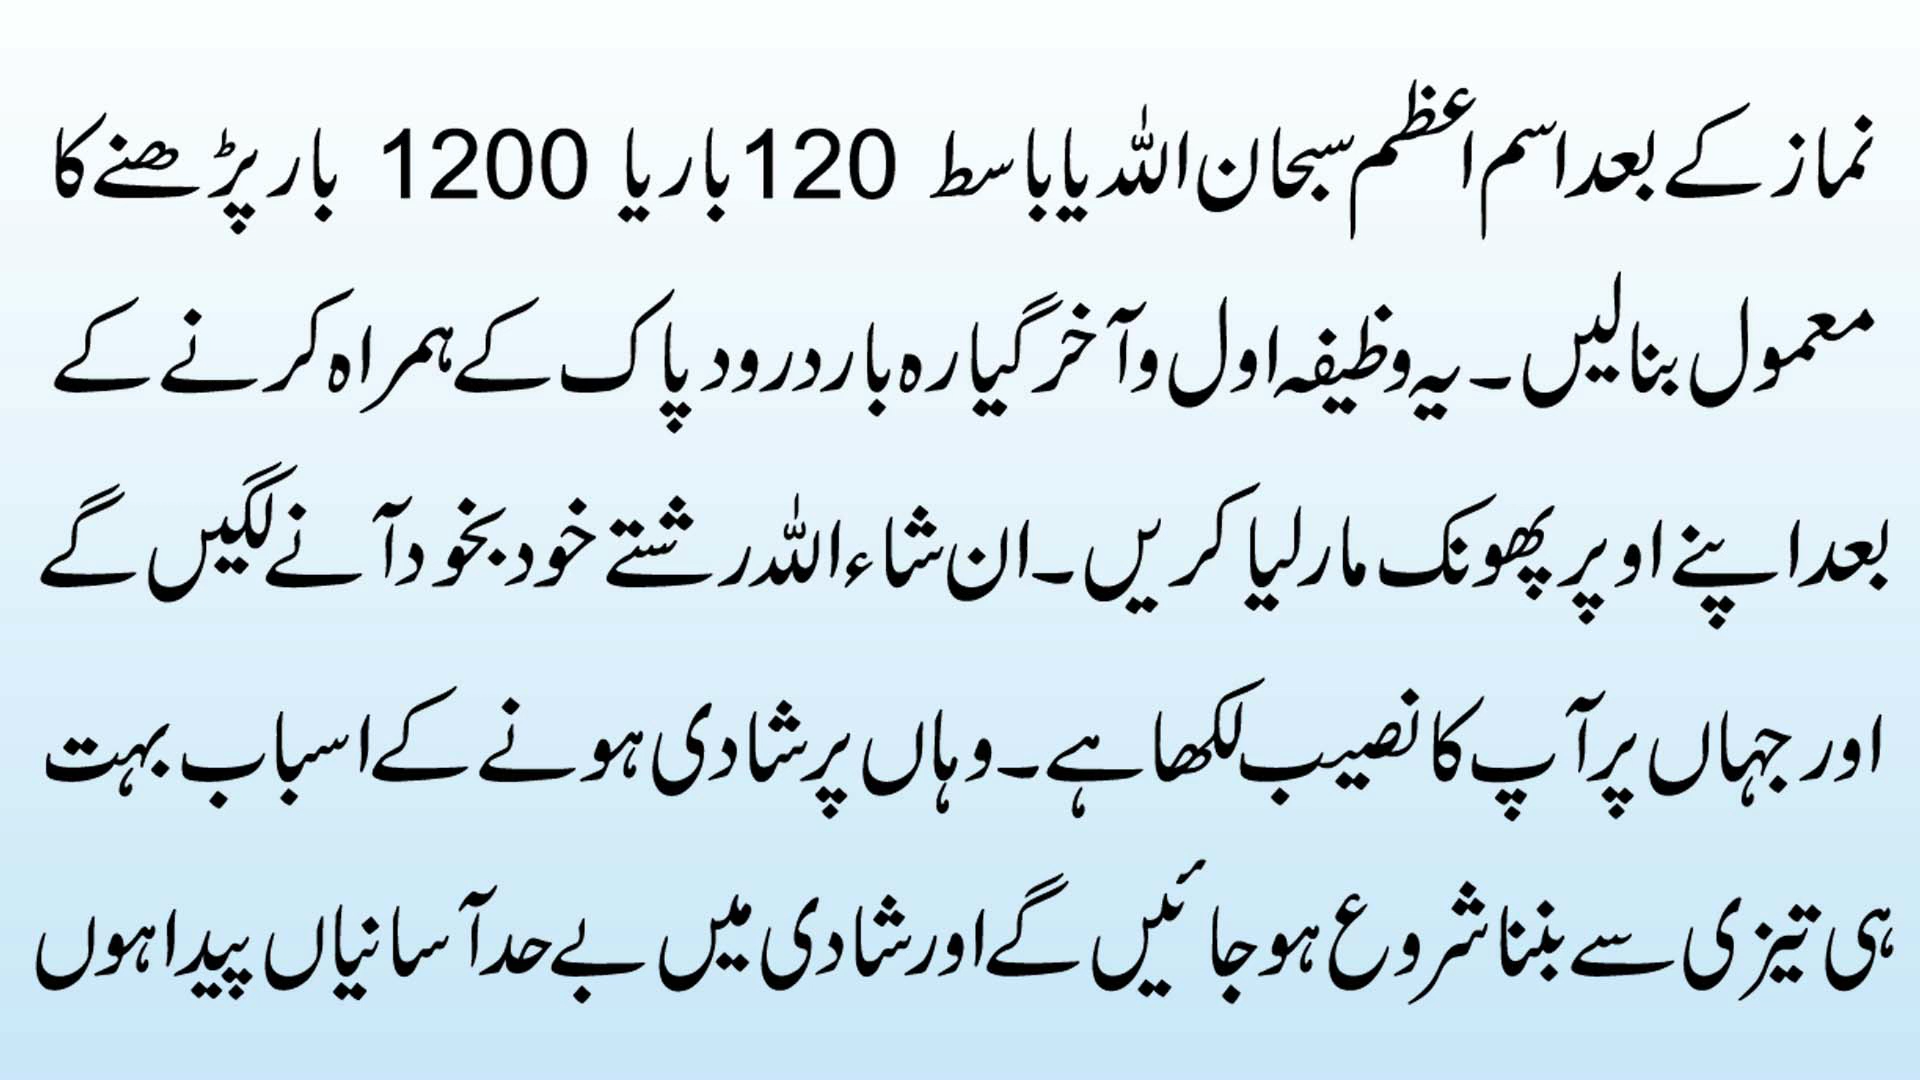 نماز کے بعد اسم اعظم سبحان اللہ یا باسط 120 بار یا 1200 بار پڑھنے کا
معمول بنالیں۔ یہ وظیفہ اول و آخر گیارہ بار درود پاک کے ہمراہ کرنے کے
بعد اپنے اوپر پھونک مار لیا کریں۔ ان شاء اللہ رشتے خود بخود آنے لگیں گے
اور جہاں پر آپ کا نصیب لکھا ہے۔ وہاں پر شادی ہونے کے اسباب بہت
ہی تیزی سے بننا شروع ہو جائیں گے اور شادی میں بے حد آسانیاں پیدا ہوں